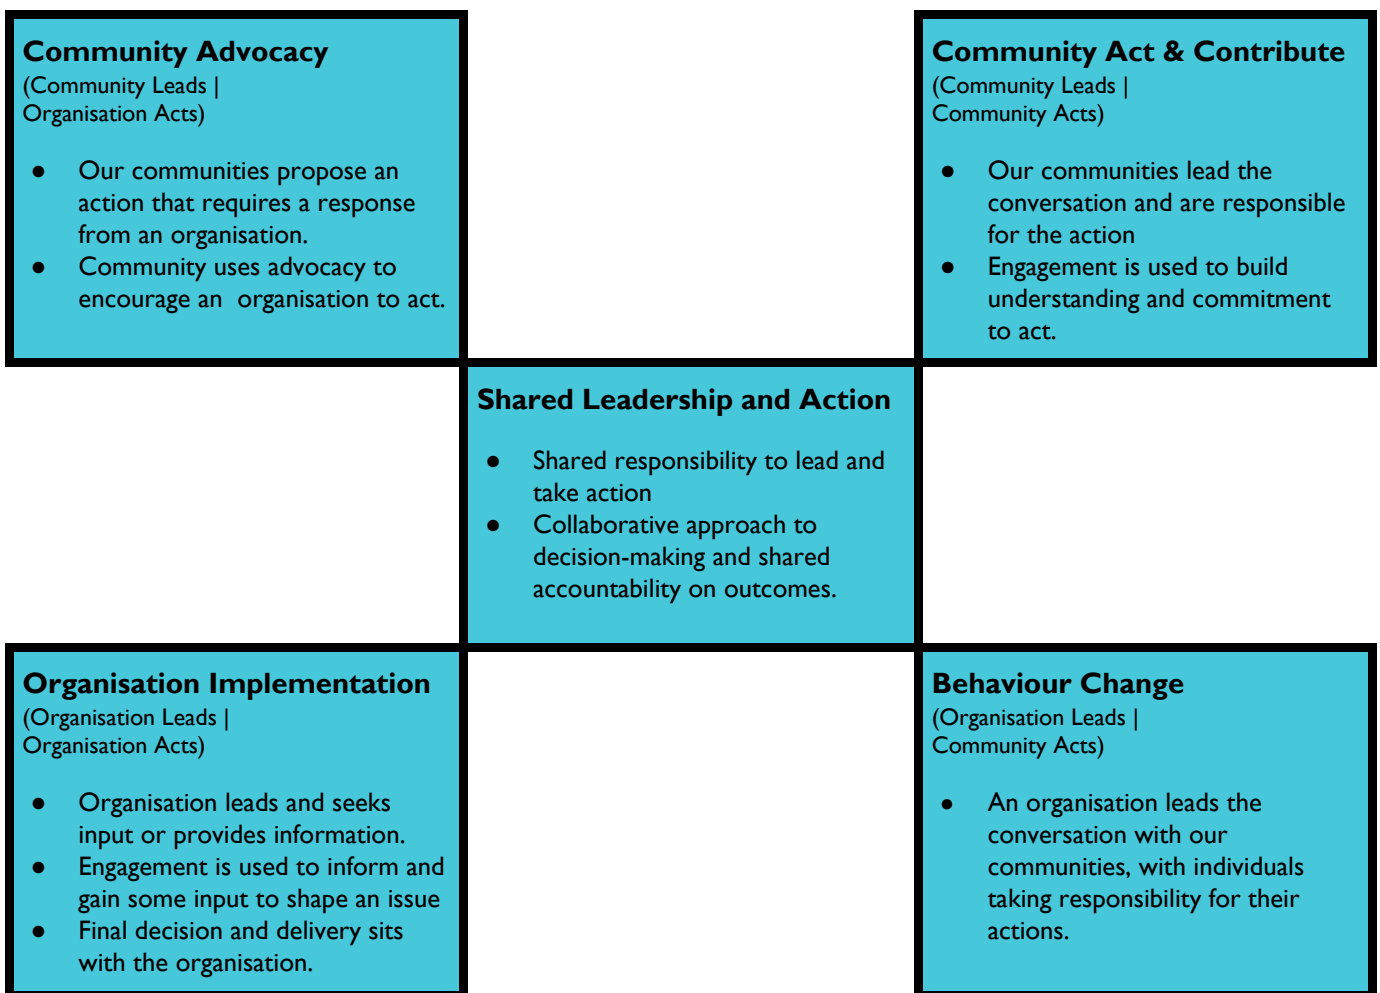 Community Advocacy
(Community Leads |
Organisation Acts)
● Our communities propose an
action that requires a response
from an organisation.
● Community uses advocacy to
encourage an  organisation to act.
Community Act & Contribute
(Community Leads |
Community Acts)
● Our communities lead the
conversation and are responsible
for the action
● Engagement is used to build
understanding and commitment
to act.
Shared Leadership and Action
● Shared responsibility to lead and
take action
● Collaborative approach to
decision-making and shared
accountability on outcomes.
Organisation Implementation
(Organisation Leads |
Organisation Acts)
● Organisation leads and seeks
input or provides information.
● Engagement is used to inform and
gain some input to shape an issue
● Final decision and delivery sits
with the organisation.
Behaviour Change
(Organisation Leads |
Community Acts)
● An organisation leads the
conversation with our
communities, with individuals
taking responsibility for their
actions.